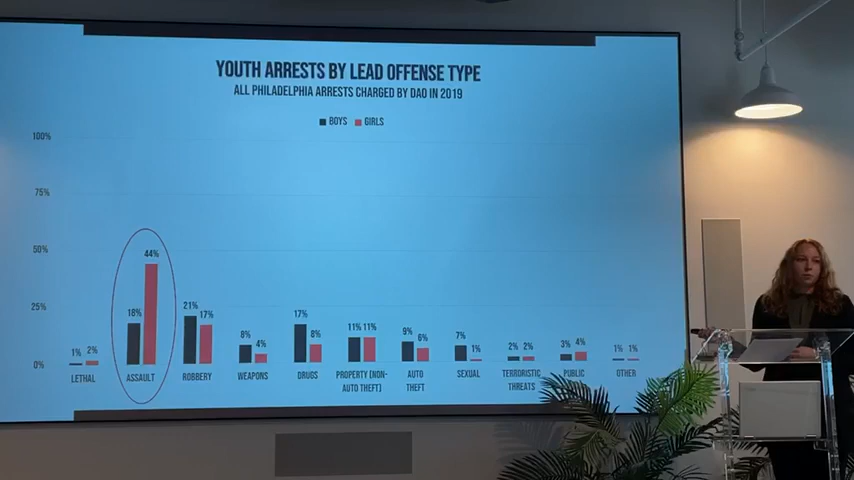 YOUTH ARRESTS BY LEAD OFFENSE TYPE
ALL PHILADELPHIA ARRESTS CHARGED BY DAO IN 2019
BOYS GIRLS
100%
75%
50%
25%
0%
1% 2%
18% 44%
21% 17%
8% 4%
17% 8%
11% 11%
9% 6%
7% 1%
2% 2%
3% 4%
1% 1%
LETHAL
ASSAULT
ROBBERY
WEAPONS
DRUGS
PROPERTY (NON-
AUTO THEFT)
AUTO
THEFT
SEXUAL
TERRORISTIC
THREATS
PUBLIC
OTHER